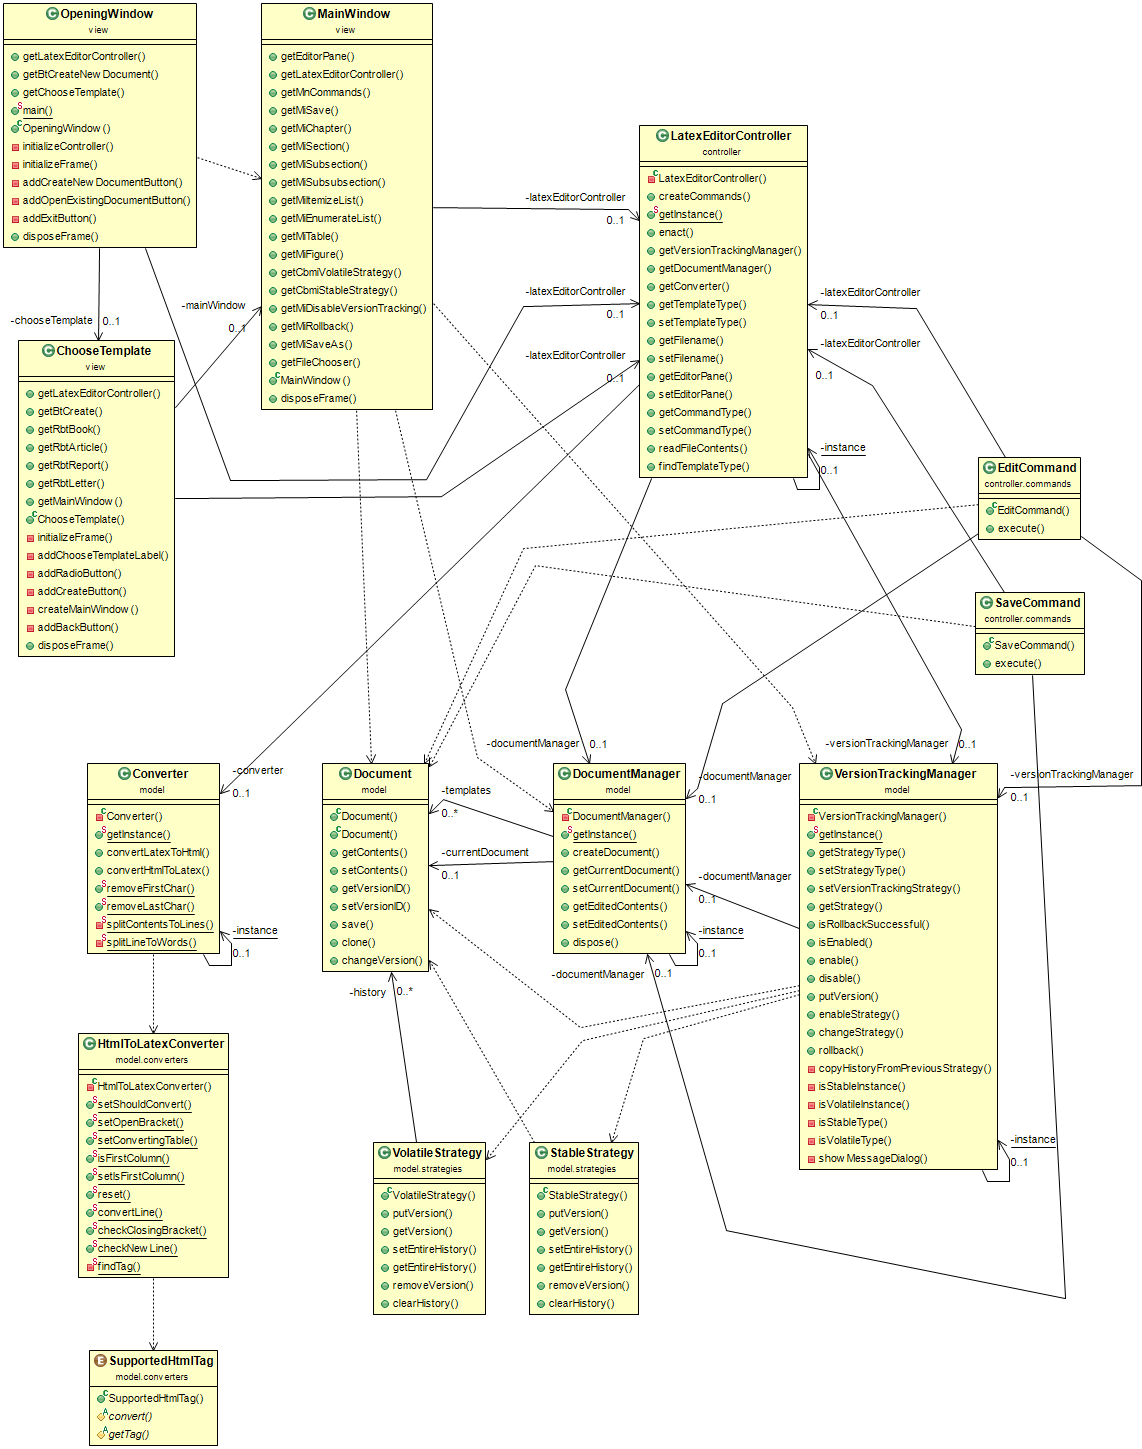 OpeningWindow
view
getLatexEditorController()
getBtCreateNewDocument()
getChooseTemplate()
main()
OpeningWindow()
initializeController()
initializeFrame()
addCreateNewDocumentButton()
addOpenExistingDocumentButton()
addExitButton()
disposeFrame()
MainWindow
view
getEditorPane()
getLatexEditorController()
getMnCommands()
getMiSave()
getMiChapter()
getMiSection()
getMiSubsection()
getMiSubsubsection()
getMiItemizeList()
getMiEnumerateList()
getMiTable()
getMiFigure()
getCbmiVolatileStrategy()
getCbmiStableStrategy()
getMiDisableVersionTracking()
getMiRollback()
getMiSaveAs()
getFileChooser()
MainWindow()
disposeFrame()
LatexEditorController
controller
LatexEditorController()
createCommands()
getInstance()
enact()
getVersionTrackingManager()
getDocumentManager()
getConverter()
getTemplateType()
setTemplateType()
getFilename()
setFilename()
getEditorPane()
setEditorPane()
getCommandType()
setCommandType()
readFileContents()
findTemplateType()
-latexEditorController
0..1
-latexEditorController
0..1
-latexEditorController
0..1
-latexEditorController
0..1
-latexEditorController
0..1
-instance
0..1
-mainWindow
0..1
-chooseTemplate
0..1
ChooseTemplate
view
getLatexEditorController()
getBtCreate()
getRbtBook()
getRbtArticle()
getRbtReport()
getRbtLetter()
getMainWindow()
ChooseTemplate()
initializeFrame()
addChooseTemplateLabel()
addRadioButton()
addCreateButton()
createMainWindow()
addBackButton()
disposeFrame()
EditCommand
controller.commands
EditCommand()
execute()
SaveCommand
controller.commands
SaveCommand()
execute()
-documentManager
0..1
-versionTrackingManager
0..1
-converter
0..1
-templates
0..*
-documentManager
0..1
-versionTrackingManager
0..1
Converter
model
Converter()
getInstance()
convertLatexToHtml()
convertHtmlToLatex()
removeFirstChar()
removeLastChar()
splitContentsToLines()
splitLineToWords()
-instance
0..1
Document
model
Document()
Document()
getContents()
setContents()
getVersionID()
setVersionID()
save()
clone()
changeVersion()
-currentDocument
0..1
DocumentManager
model
DocumentManager()
getInstance()
createDocument()
getCurrentDocument()
setCurrentDocument()
getEditedContents()
setEditedContents()
dispose()
-documentManager
0..1
-instance
0..1
-documentManager
0..1
-history
0..*
VersionTrackingManager
model
VersionTrackingManager()
getInstance()
getStrategyType()
setStrategyType()
setVersionTrackingStrategy()
getStrategy()
isRollbackSuccessful()
isEnabled()
enable()
disable()
putVersion()
enableStrategy()
changeStrategy()
rollback()
copyHistoryFromPreviousStrategy()
isStableInstance()
isVolatileInstance()
isStableType()
isVolatileType()
showMessageDialog()
-instance
0..1
HtmlToLatexConverter
model.converters
HtmlToLatexConverter()
setShouldConvert()
setOpenBracket()
setConvertingTable()
isFirstColumn()
setIsFirstColumn()
reset()
convertLine()
checkClosingBracket()
checkNewLine()
findTag()
VolatileStrategy
model.strategies
VolatileStrategy()
putVersion()
getVersion()
setEntireHistory()
getEntireHistory()
removeVersion()
clearHistory()
StableStrategy
model.strategies
StableStrategy()
putVersion()
getVersion()
setEntireHistory()
getEntireHistory()
removeVersion()
clearHistory()
SupportedHtmlTag
model.converters
SupportedHtmlTag()
convert()
getTag()